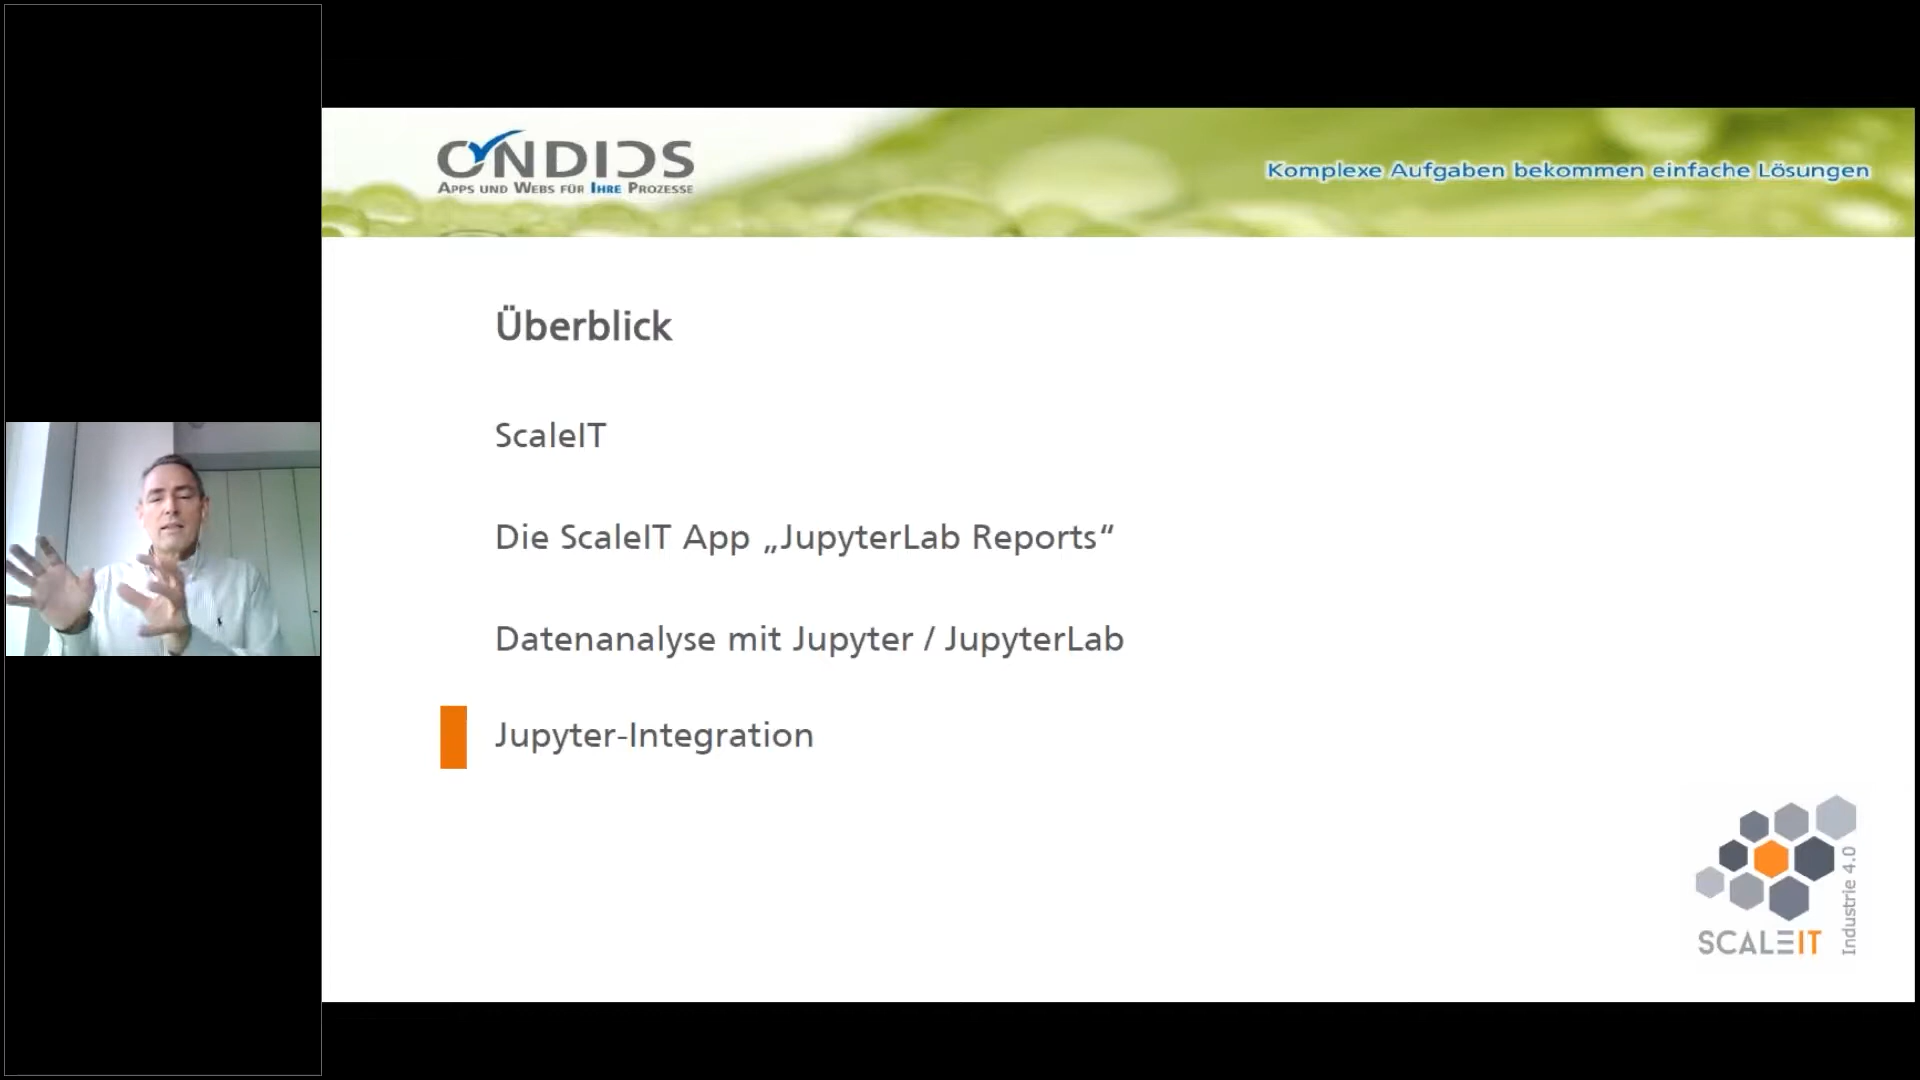 ONDICS
APPS UND WEBS FÜR IHRE PROZESSE
Komplexe Aufgaben bekommen einfache Lösungen
Überblick
ScaleIT
Die ScaleIT App „JupyterLab Reports“
Datenanalyse mit Jupyter / JupyterLab
Jupyter-Integration
SCALEIT
Industrie 4.0